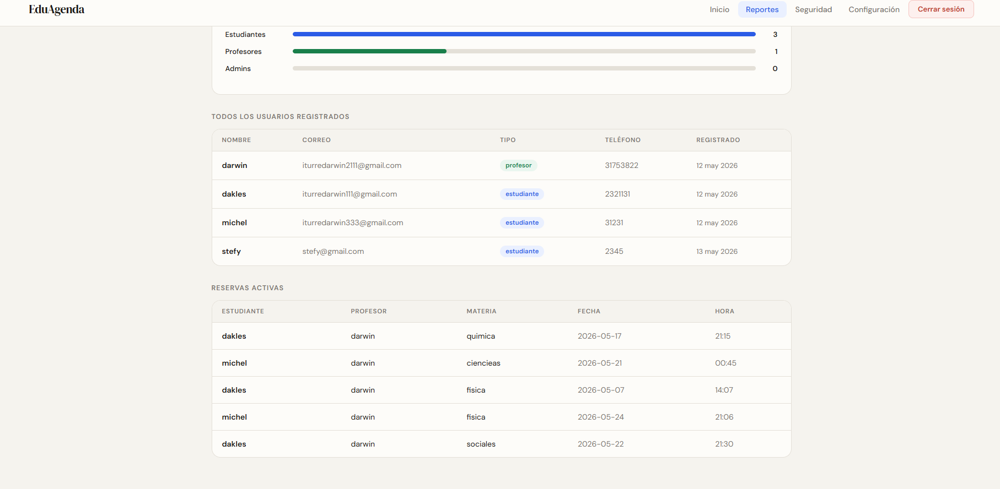 EduAgenda Inicio Reportes Seguridad Configuración Cerrar sesión
Estudiantes 3
Profesores 1
Admins 0
TODOS LOS USUARIOS REGISTRADOS
NOMBRE CORREO TIPO TELÉFONO REGISTRADO
darwin iturredarwin2111@gmail.com profesor 31753822 12 may 2026
dakles iturredarwin111@gmail.com estudiante 2321131 12 may 2026
michel iturredarwin333@gmail.com estudiante 31231 12 may 2026
stefy stefy@gmail.com estudiante 2345 13 may 2026
RESERVAS ACTIVAS
ESTUDIANTE PROFESOR MATERIA FECHA HORA
dakles darwin quimica 2026-05-17 21:15
michel darwin ciencieas 2026-05-21 00:45
dakles darwin fisica 2026-05-07 14:07
michel darwin fisica 2026-05-24 21:06
dakles darwin sociales 2026-05-22 21:30